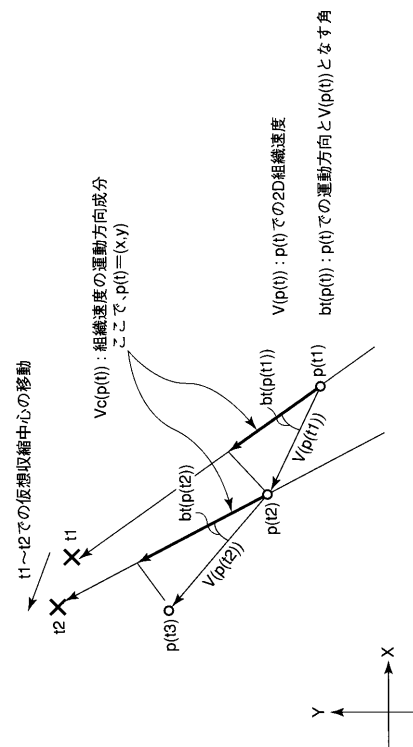 t1~t2での仮想収縮中心の移動
Vc(p(t)):組織速度の運動方向成分
ここで、p(t)=(x,y)
V(p(t)):p(t)での2D組織速度
bt(p(t)):p(t)での運動方向とV(p(t))となす角
t1
t2
bt(p(t2))
bt(p(t1))
p(t1)
V(p(t1))
p(t2)
V(p(t2))
p(t3)
Y
X